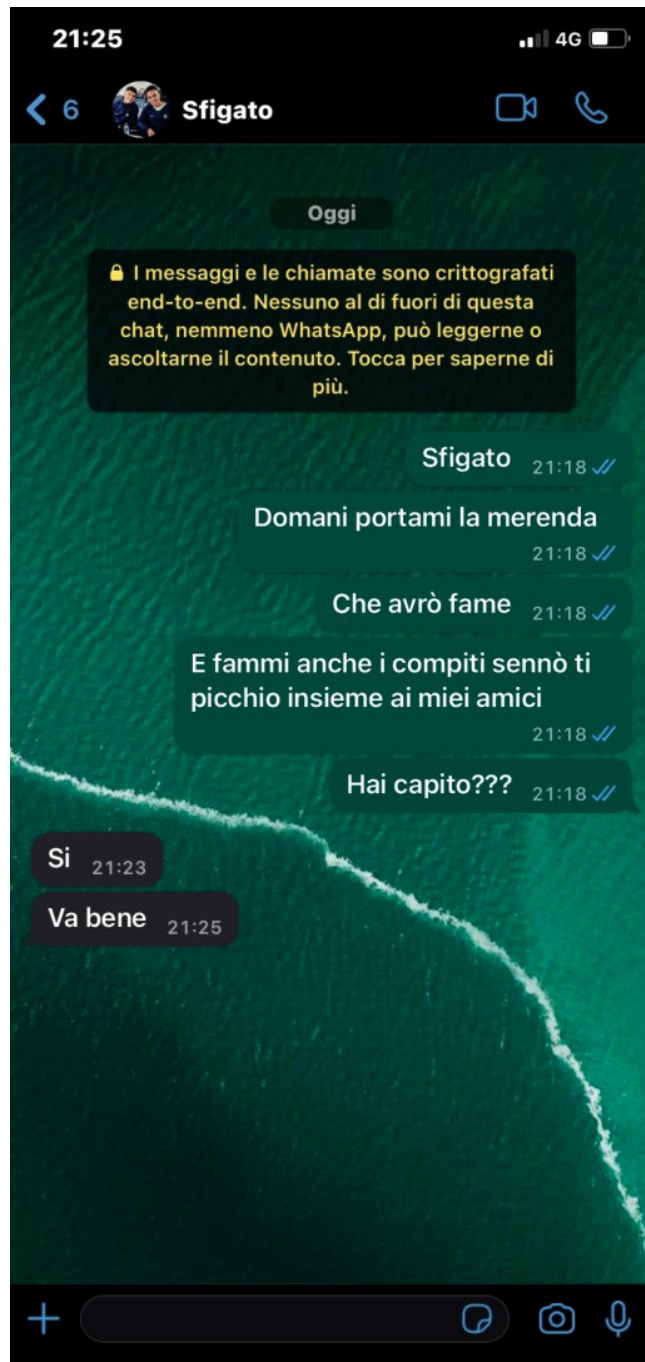 21:25
4G
6
Sfigato
Oggi
I messaggi e le chiamate sono crittografati
end-to-end. Nessuno al di fuori di questa
chat, nemmeno WhatsApp, può leggerne o
ascoltarne il contenuto. Tocca per saperne di
più.
Sfigato 21:18
Domani portami la merenda
21:18
Che avrò fame 21:18
E fammi anche i compiti sennò ti
picchio insieme ai miei amici
21:18
Hai capito??? 21:18
Si 21:23
Va bene 21:25